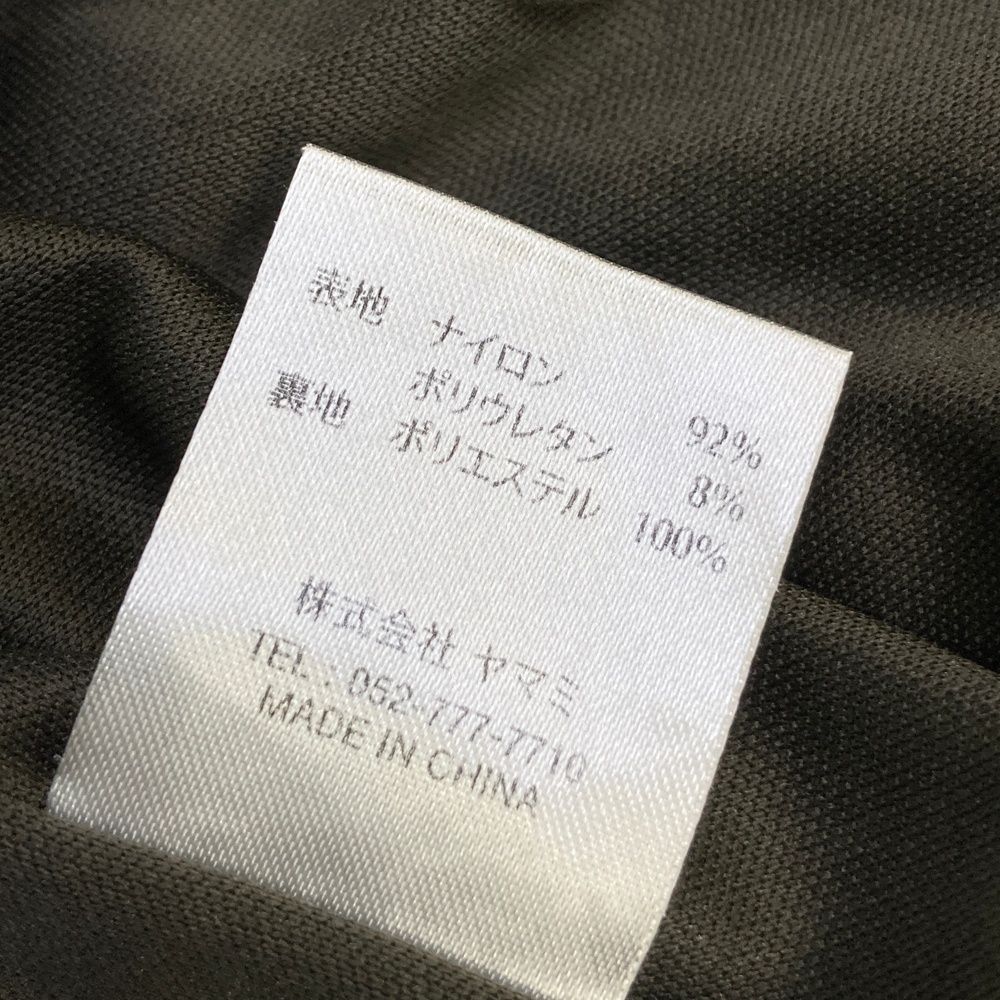 表地 ナイロン 92%
ポリウレタン 8%
裏地 ポリエステル 100%
株式会社 ヤマミ
TEL : 052-777-7710
MADE IN CHINA